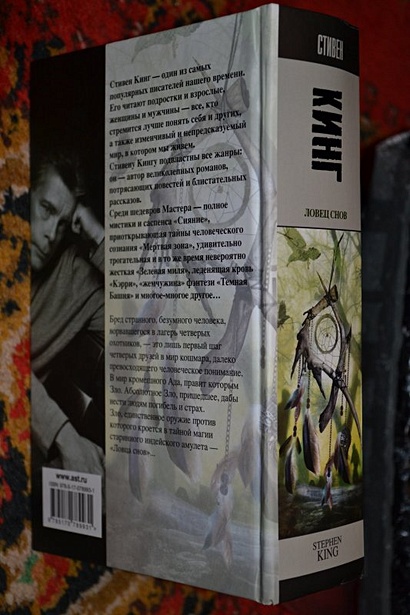 Стивен Кинг — один из самых
популярных писателей нашего времени.
Его читают подростки и взрослые,
женщины и мужчины — все, кто
стремится лучше понять себя и других,
а также изменчивый и непредсказуемый
мир, в котором мы живем.
Стивену Кингу подвластны все жанры:
он — автор великолепных романов,
потрясающих повестей и блистательных
рассказов.
Среди шедевров Мастера — полное
мистики и саспенса «Сияние»,
приоткрывающая тайны человеческого
сознания "Мертвая зона", удивительно
трогательная и в то же время невероятно
жесткая "Зеленая миля", леденящая кровь
"Кэрри", «жемчужина» фэнтези "Темная
Башня" и многое-многое другое...
Бред странного, безумного человека,
ворвавшегося в лагерь четверых
охотников, — это лишь первый шаг
четверых друзей в мир кошмара, далеко
превосходящего человеческое понимание.
В мир кромешного Ада, правит которым
Зло. Абсолютное Зло, пришедшее, дабы
нести людям погибель и страх.
Зло, единственное оружие против
которого кроется в тайной магии
старинного индейского амулета —
«Ловца снов»...
www.ast.ru
СТИВЕН
КИНГ
ЛОВЕЦ СНОВ
STEPHEN
KING